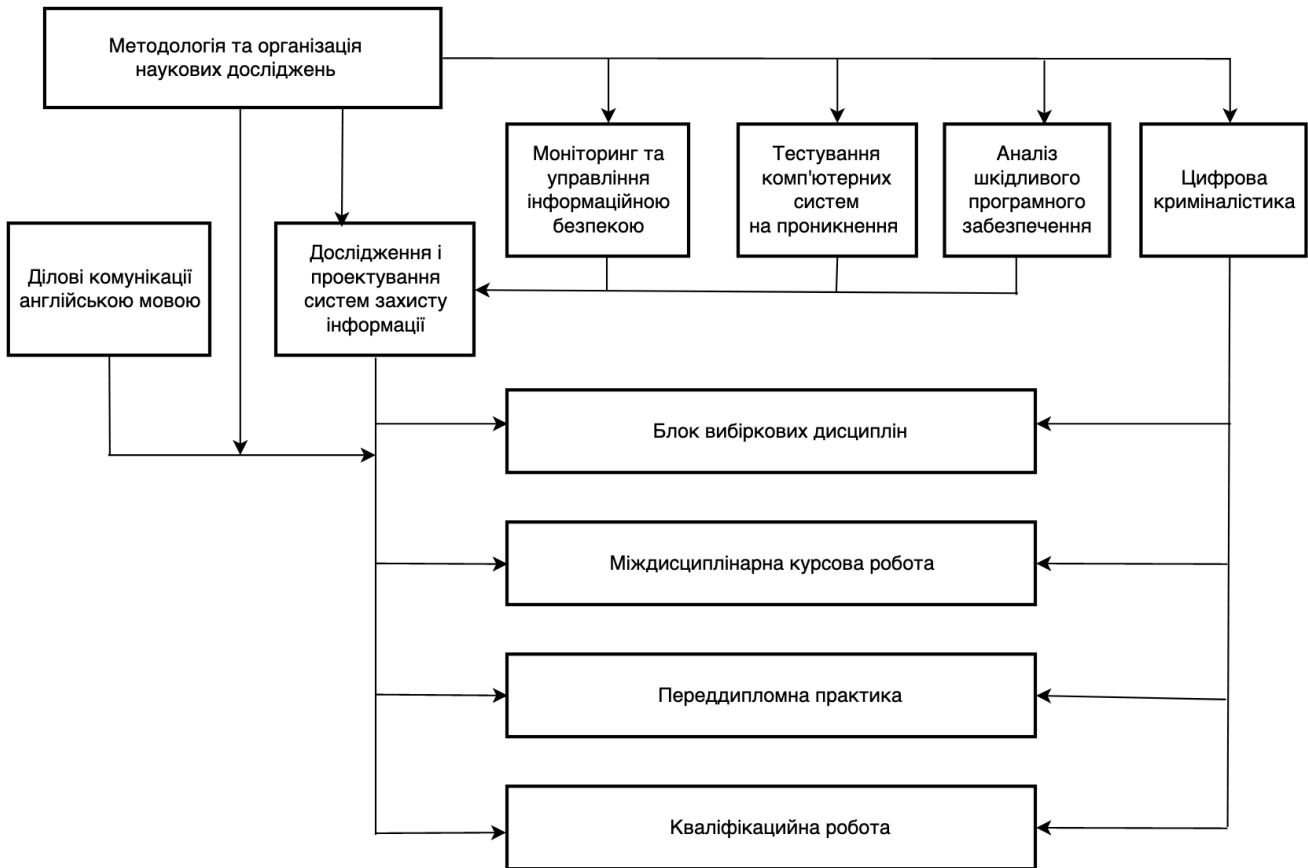 Методологія та організація
наукових досліджень
Моніторинг та
управління
інформаційною
безпекою
Тестування
комп'ютерних
систем
на проникнення
Аналіз
шкідливого
програмного
забезпечення
Цифрова
криміналістика
Ділові комунікації
англійською мовою
Дослідження і
проектування
систем захисту
інформації
Блок вибіркових дисциплін
Міждисциплінарна курсова робота
Переддипломна практика
Кваліфікаційна робота